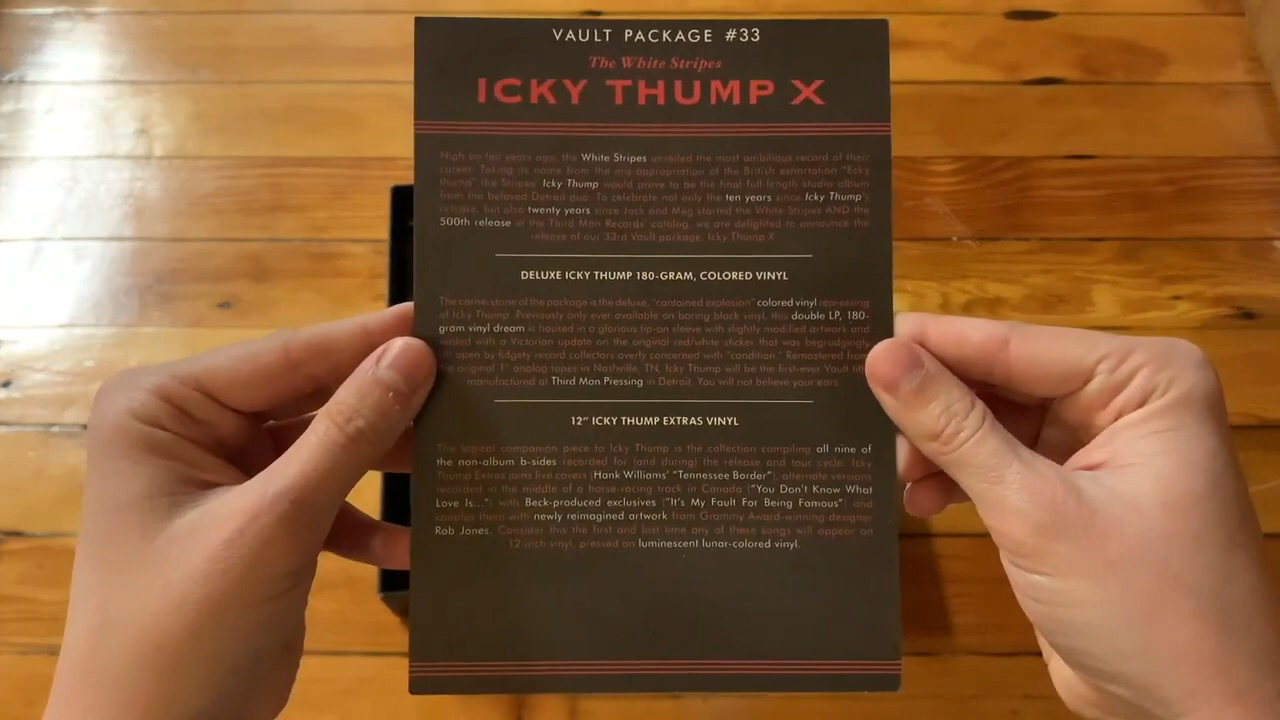 VAULT PACKAGE #33
The White Stripes
ICKY THUMP X
Nigh on ten years ago, the White Stripes unveiled the most ambitious record of their
career. Taking its name from the mis-appropriation of the British exhortation "Ecky
thump" the Stripes' Icky Thump would prove to be the final full length studio album
from the beloved Detroit duo. To celebrate not only the ten years since Icky Thump's
release, but also twenty years since Jack and Meg started the White Stripes AND the
500th release in the Third Man Records' catalog, we are delighted to announce the
release of our 33rd Vault package, Icky Thump X
DELUXE ICKY THUMP 180-GRAM, COLORED VINYL
The cornerstone of the package is the deluxe, "contained explosion" colored vinyl repressing
of Icky Thump. Previously only ever available on boring black vinyl, this double LP, 180-
gram vinyl dream is housed in a glorious tip-on sleeve with slightly modified artwork and
sealed with a Victorian update on the original red/white sticker that was begrudgingly
open by fidgety record collectors overly concerned with "condition." Remastered from
the original 1" analog tapes in Nashville, TN, Icky Thump will be the first-ever Vault title
manufactured at Third Man Pressing in Detroit. You will not believe your ears.
12" ICKY THUMP EXTRAS VINYL
The logical companion piece to Icky Thump is the collection compiling all nine of
the non-album b-sides recorded for (and during) the release and tour cycle. Icky
Thump Extras joins live covers (Hank Williams' "Tennessee Border"), alternate versions
recorded in the middle of a horse-racing track in Canada ("You Don't Know What
Love Is...") with Beck-produced exclusives ("It's My Fault For Being Famous") and
couples them with newly reimagined artwork from Grammy Award-winning designer
Rob Jones. Consider this the first and last time any of these songs will appear on
12-inch vinyl, pressed on luminescent lunar-colored vinyl.